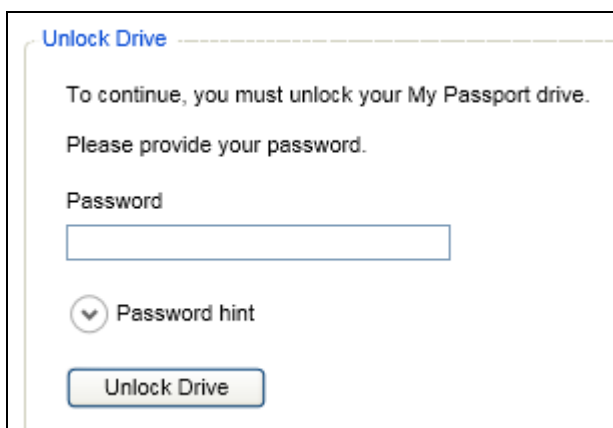 Unlock Drive
To continue, you must unlock your My Passport drive.
Please provide your password.
Password
Password hint
Unlock Drive